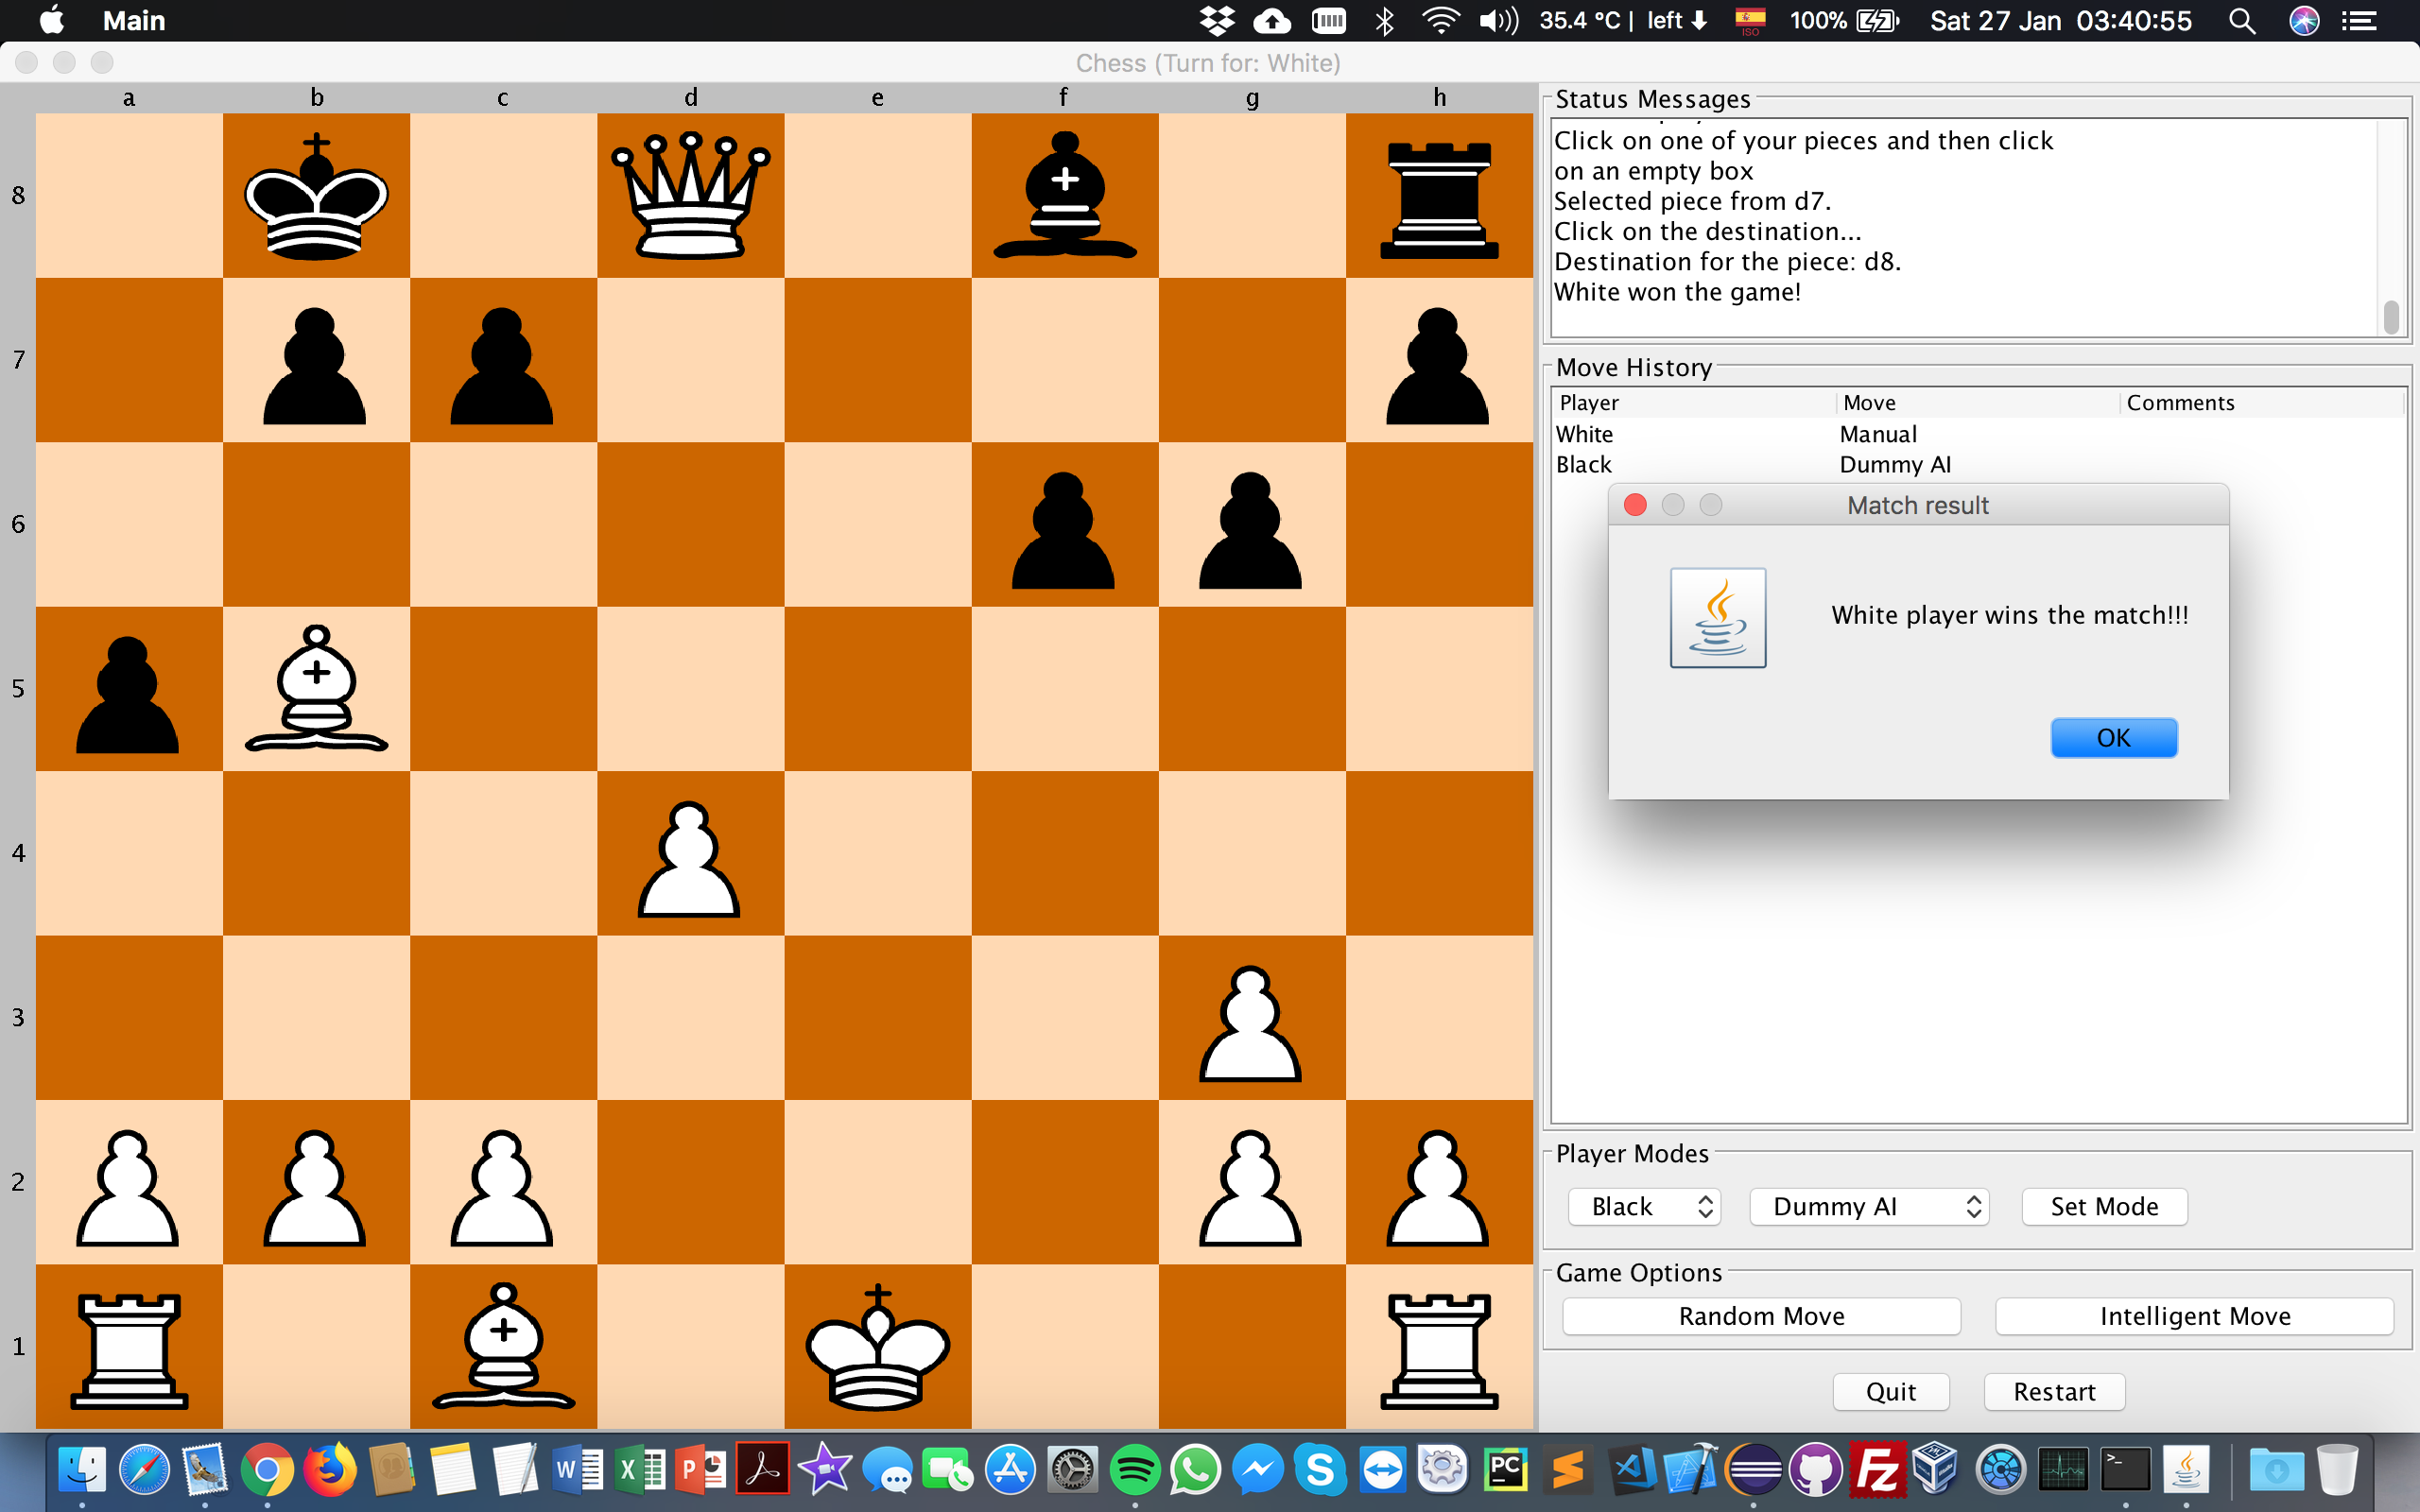 Main
35.4 °C | left ⬇ ISO 100% Sat 27 Jan 03:40:55
Chess (Turn for: White)
a b c d e f g h
8
7
6
5
4
3
2
1
Status Messages
Click on one of your pieces and then click
on an empty box
Selected piece from d7.
Click on the destination...
Destination for the piece: d8.
White won the game!
Move History
Player Move Comments
White Manual
Black Dummy AI
Match result
White player wins the match!!!
OK
Player Modes
Black Dummy AI Set Mode
Game Options
Random Move Intelligent Move
Quit Restart
W X P S PC S Fz >_